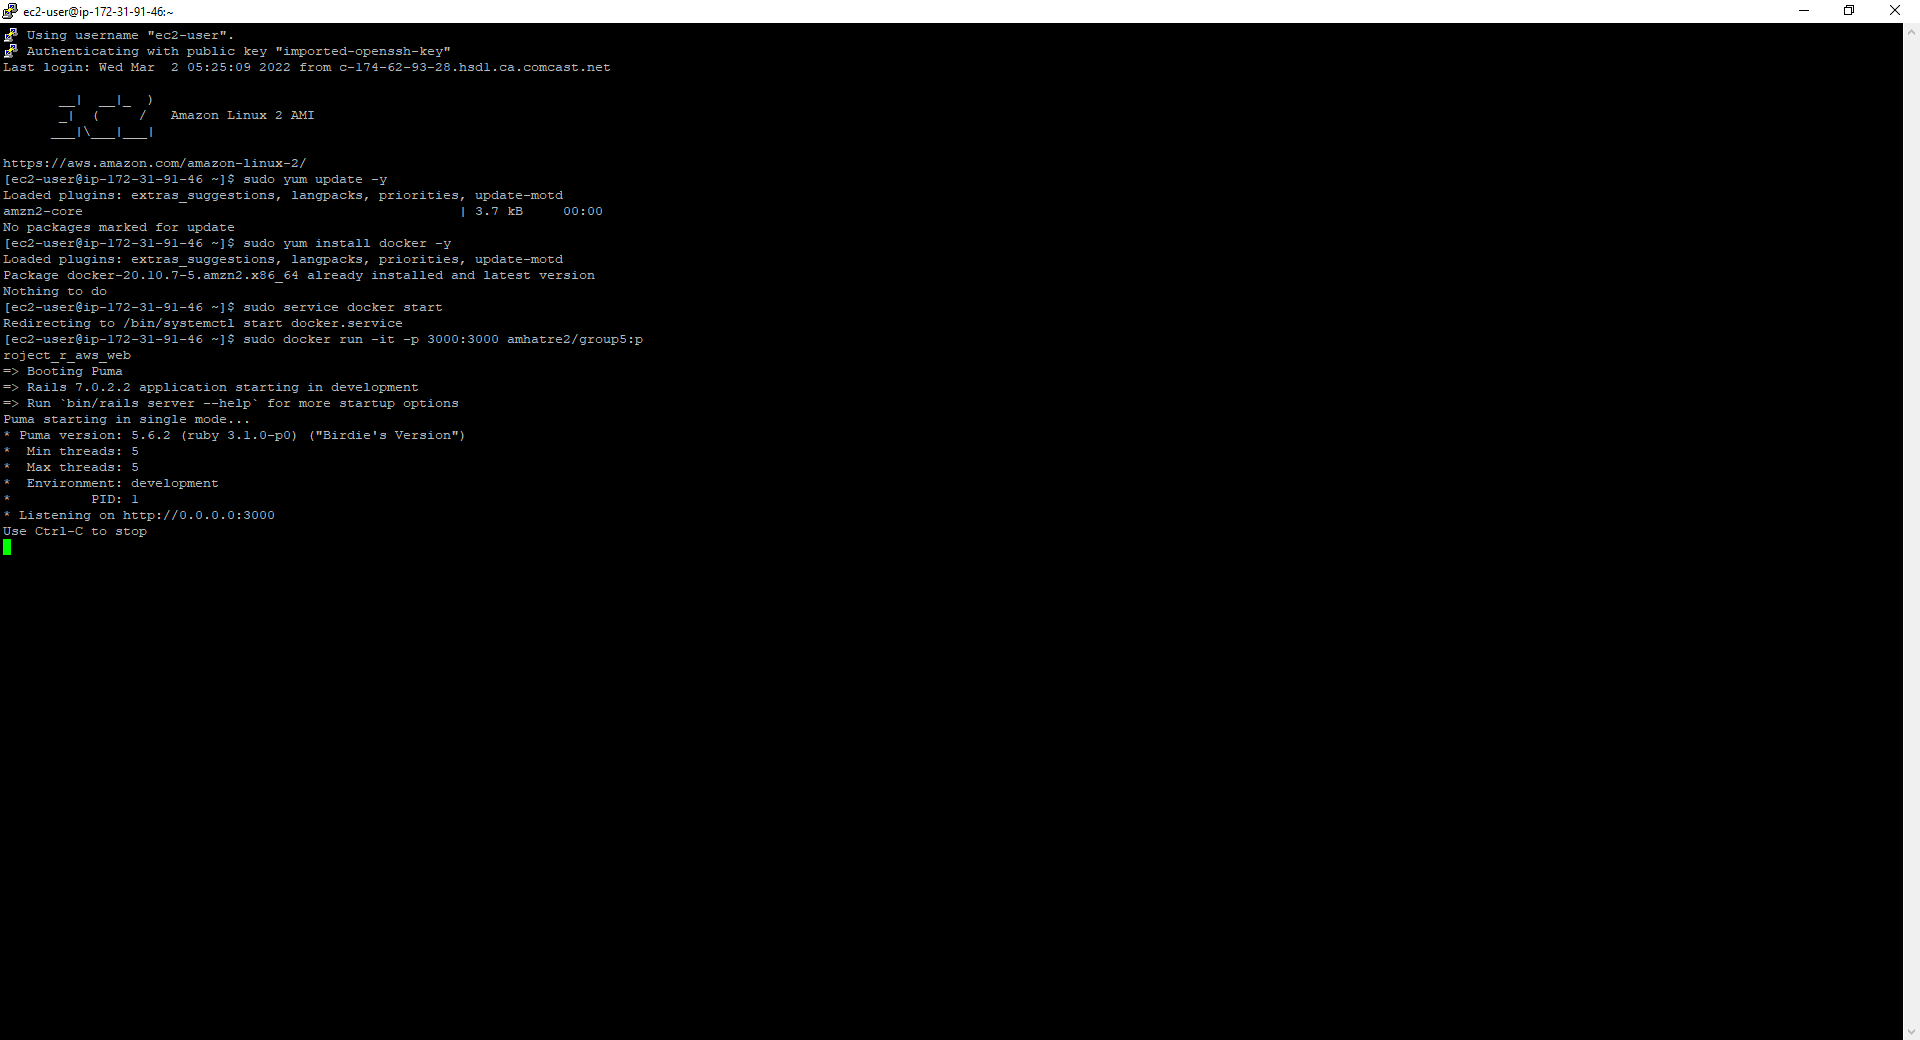 ec2-user@ip-172-31-91-46:~
Using username "ec2-user".
Authenticating with public key "imported-openssh-key"
Last login: Wed Mar  2 05:25:09 2022 from c-174-62-93-28.hsd1.ca.comcast.net
       __|  __|_  )
       _|  (     /   Amazon Linux 2 AMI
      ___|\___|___|
https://aws.amazon.com/amazon-linux-2/
[ec2-user@ip-172-31-91-46 ~]$ sudo yum update -y
Loaded plugins: extras_suggestions, langpacks, priorities, update-motd
amzn2-core                                               | 3.7 kB     00:00
No packages marked for update
[ec2-user@ip-172-31-91-46 ~]$ sudo yum install docker -y
Loaded plugins: extras_suggestions, langpacks, priorities, update-motd
Package docker-20.10.7-5.amzn2.x86_64 already installed and latest version
Nothing to do
[ec2-user@ip-172-31-91-46 ~]$ sudo service docker start
Redirecting to /bin/systemctl start docker.service
[ec2-user@ip-172-31-91-46 ~]$ sudo docker run -it -p 3000:3000 amhatre2/group5:p
roject_r_aws_web
=> Booting Puma
=> Rails 7.0.2.2 application starting in development
=> Run `bin/rails server --help` for more startup options
Puma starting in single mode...
* Puma version: 5.6.2 (ruby 3.1.0-p0) ("Birdie's Version")
*  Min threads: 5
*  Max threads: 5
*  Environment: development
*          PID: 1
* Listening on http://0.0.0.0:3000
Use Ctrl-C to stop